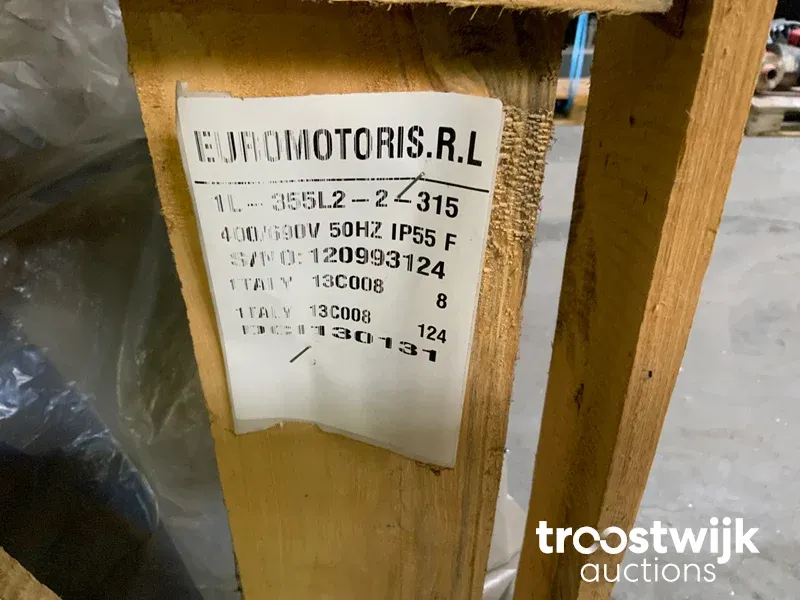 EUROMOTORIS.R.L
1L-355L2-2-315
400/690V 50HZ IP55 F
S/NO: 120993124
ITALY 13C008 8
ITALY 13C008 124
DCI130131
troostwijk
auctions